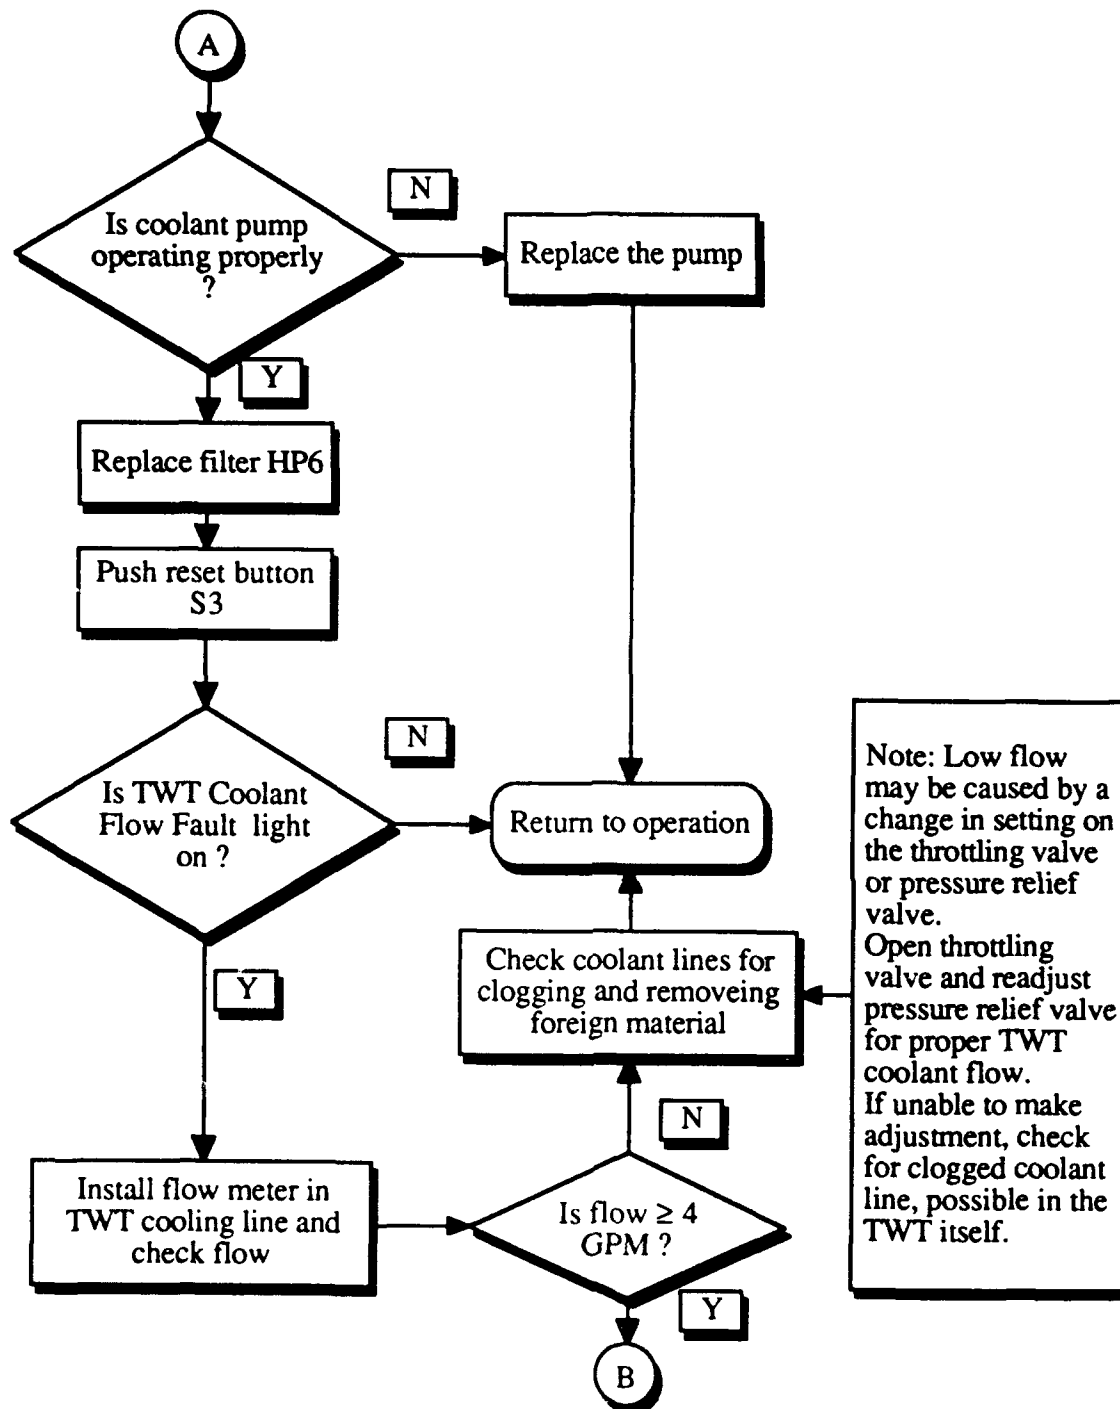 A
Is coolant pump
operating properly
?
N
Replace the pump
Y
Replace filter HP6
Push reset button
S3
Is TWT Coolant
Flow Fault light
on ?
N
Return to operation
Y
Check coolant lines for
clogging and removeing
foreign material
Note: Low flow
may be caused by a
change in setting on
the throttling valve
or pressure relief
valve.
Open throttling
valve and readjust
pressure relief valve
for proper TWT
coolant flow.
If unable to make
adjustment, check
for clogged coolant
line, possible in the
TWT itself.
Install flow meter in
TWT cooling line and
check flow
Is flow ≥ 4
GPM ?
N
Y
B